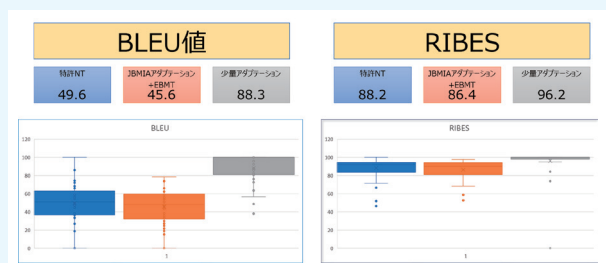 BLEU値
特許NT
49.6
JBMIAアダプテーション
+EBMT
45.6
少量アダプテーション
88.3
BLEU
120
100
80
60
40
20
0
1
RIBES
特許NT
88.2
JBMIAアダプテーション
+EBMT
86.4
少量アダプテーション
96.2
RIBES
120
100
80
60
40
20
0
1